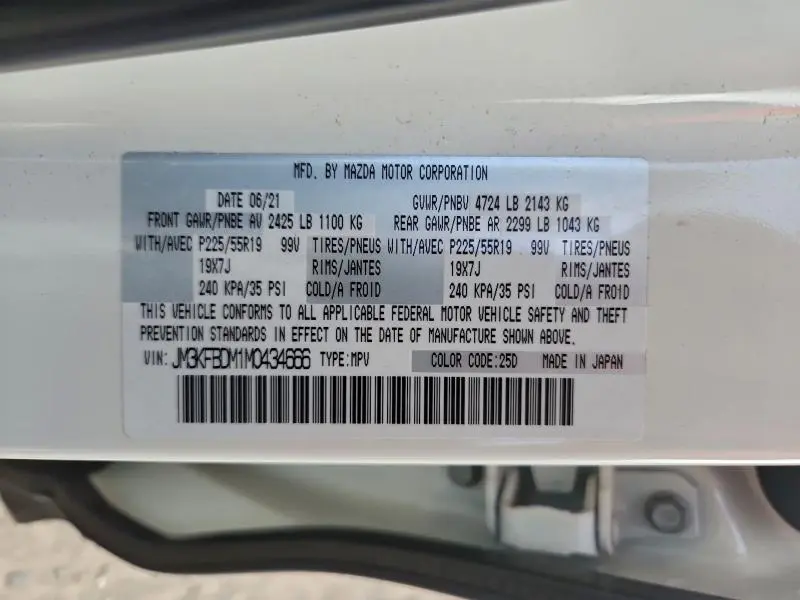 MFD. BY MAZDA MOTOR CORPORATION
DATE 06/21 GVWR/PNBV 4724 LB 2143 KG
FRONT GAWR/PNBE AV 2425 LB 1100 KG REAR GAWR/PNBE AR 2299 LB 1043 KG
WITH/AVEC P225/55R19 99V TIRES/PNEUS WITH/AVEC P225/55R19 99V TIRES/PNEUS
19X7J RIMS/JANTES 19X7J RIMS/JANTES
240 KPA/35 PSI COLD/A FROID 240 KPA/35 PSI COLD/A FROID
THIS VEHICLE CONFORMS TO ALL APPLICABLE FEDERAL MOTOR VEHICLE SAFETY AND THEFT
PREVENTION STANDARDS IN EFFECT ON THE DATE OF MANUFACTURE SHOWN ABOVE.
VIN: JM3KFBDM1M0434666 TYPE:MPV COLOR CODE:25D MADE IN JAPAN